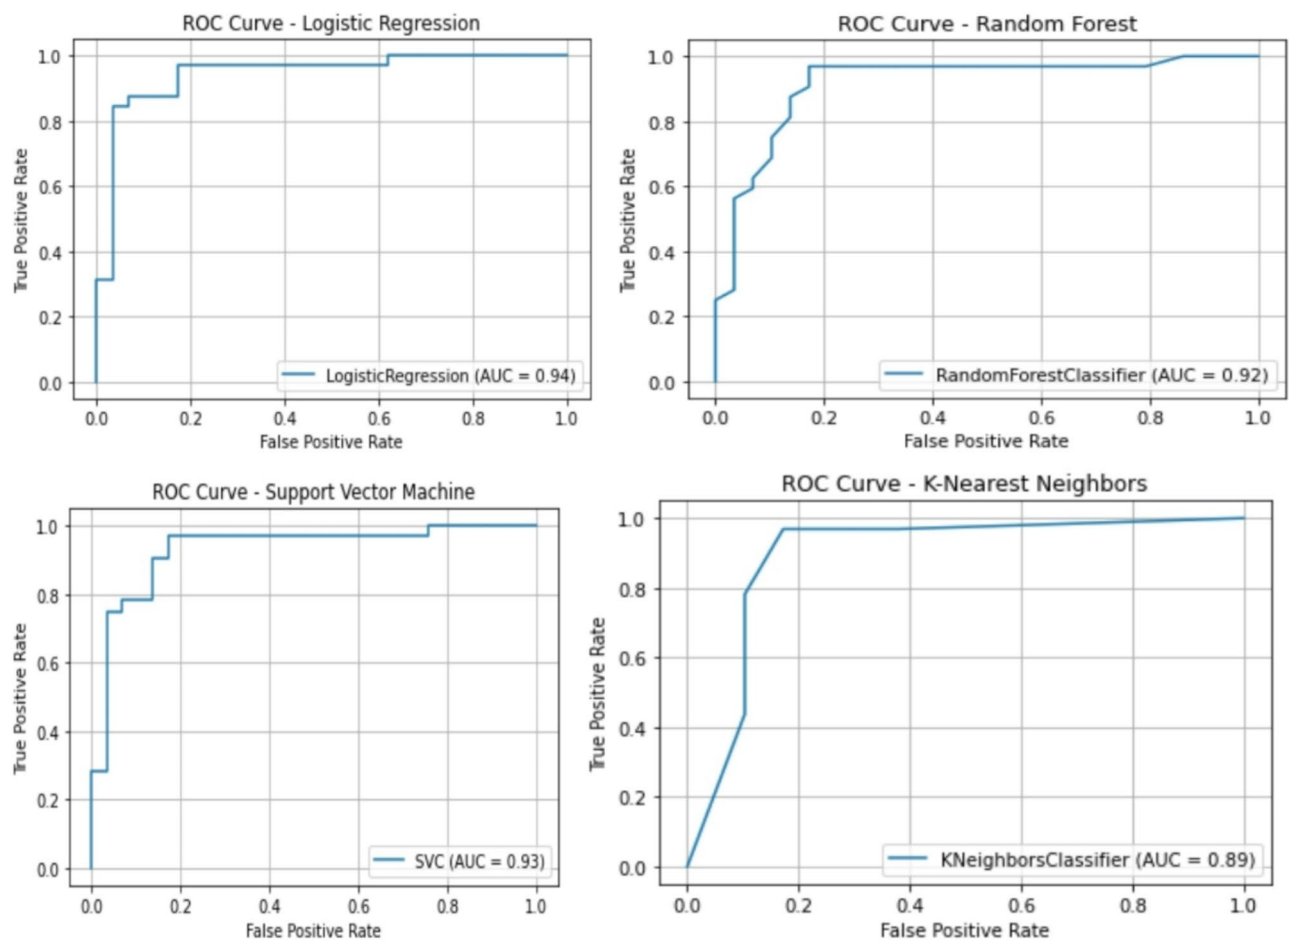 ROC Curve - Logistic Regression
True Positive Rate
1.0
0.8
0.6
0.4
0.2
0.0
LogisticRegression (AUC = 0.94)
0.0 0.2 0.4 0.6 0.8 1.0
False Positive Rate
ROC Curve - Random Forest
True Positive Rate
1.0
0.8
0.6
0.4
0.2
0.0
RandomForestClassifier (AUC = 0.92)
0.0 0.2 0.4 0.6 0.8 1.0
False Positive Rate
ROC Curve - Support Vector Machine
True Positive Rate
1.0
0.8
0.6
0.4
0.2
0.0
SVC (AUC = 0.93)
0.0 0.2 0.4 0.6 0.8 1.0
False Positive Rate
ROC Curve - K-Nearest Neighbors
True Positive Rate
1.0
0.8
0.6
0.4
0.2
0.0
KNeighborsClassifier (AUC = 0.89)
0.0 0.2 0.4 0.6 0.8 1.0
False Positive Rate